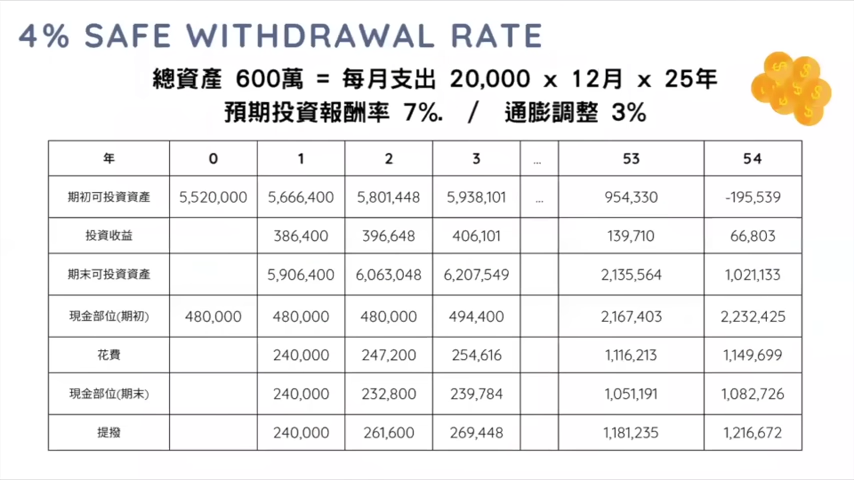 4% SAFE WITHDRAWAL RATE
總資產 600萬 = 每月支出 20,000 x 12月 x 25年
預期投資報酬率 7%. / 通膨調整 3%
年 0 1 2 3 ... 53 54
期初可投資資產 5,520,000 5,666,400 5,801,448 5,938,101 ... 954,330 -195,539
投資收益 386,400 396,648 406,101 139,710 66,803
期末可投資資產 5,906,400 6,063,048 6,207,549 2,135,564 1,021,133
現金部位(期初) 480,000 480,000 480,000 494,400 2,167,403 2,232,425
花費 240,000 247,200 254,616 1,116,213 1,149,699
現金部位(期末) 240,000 232,800 239,784 1,051,191 1,082,726
提撥 240,000 261,600 269,448 1,181,235 1,216,672